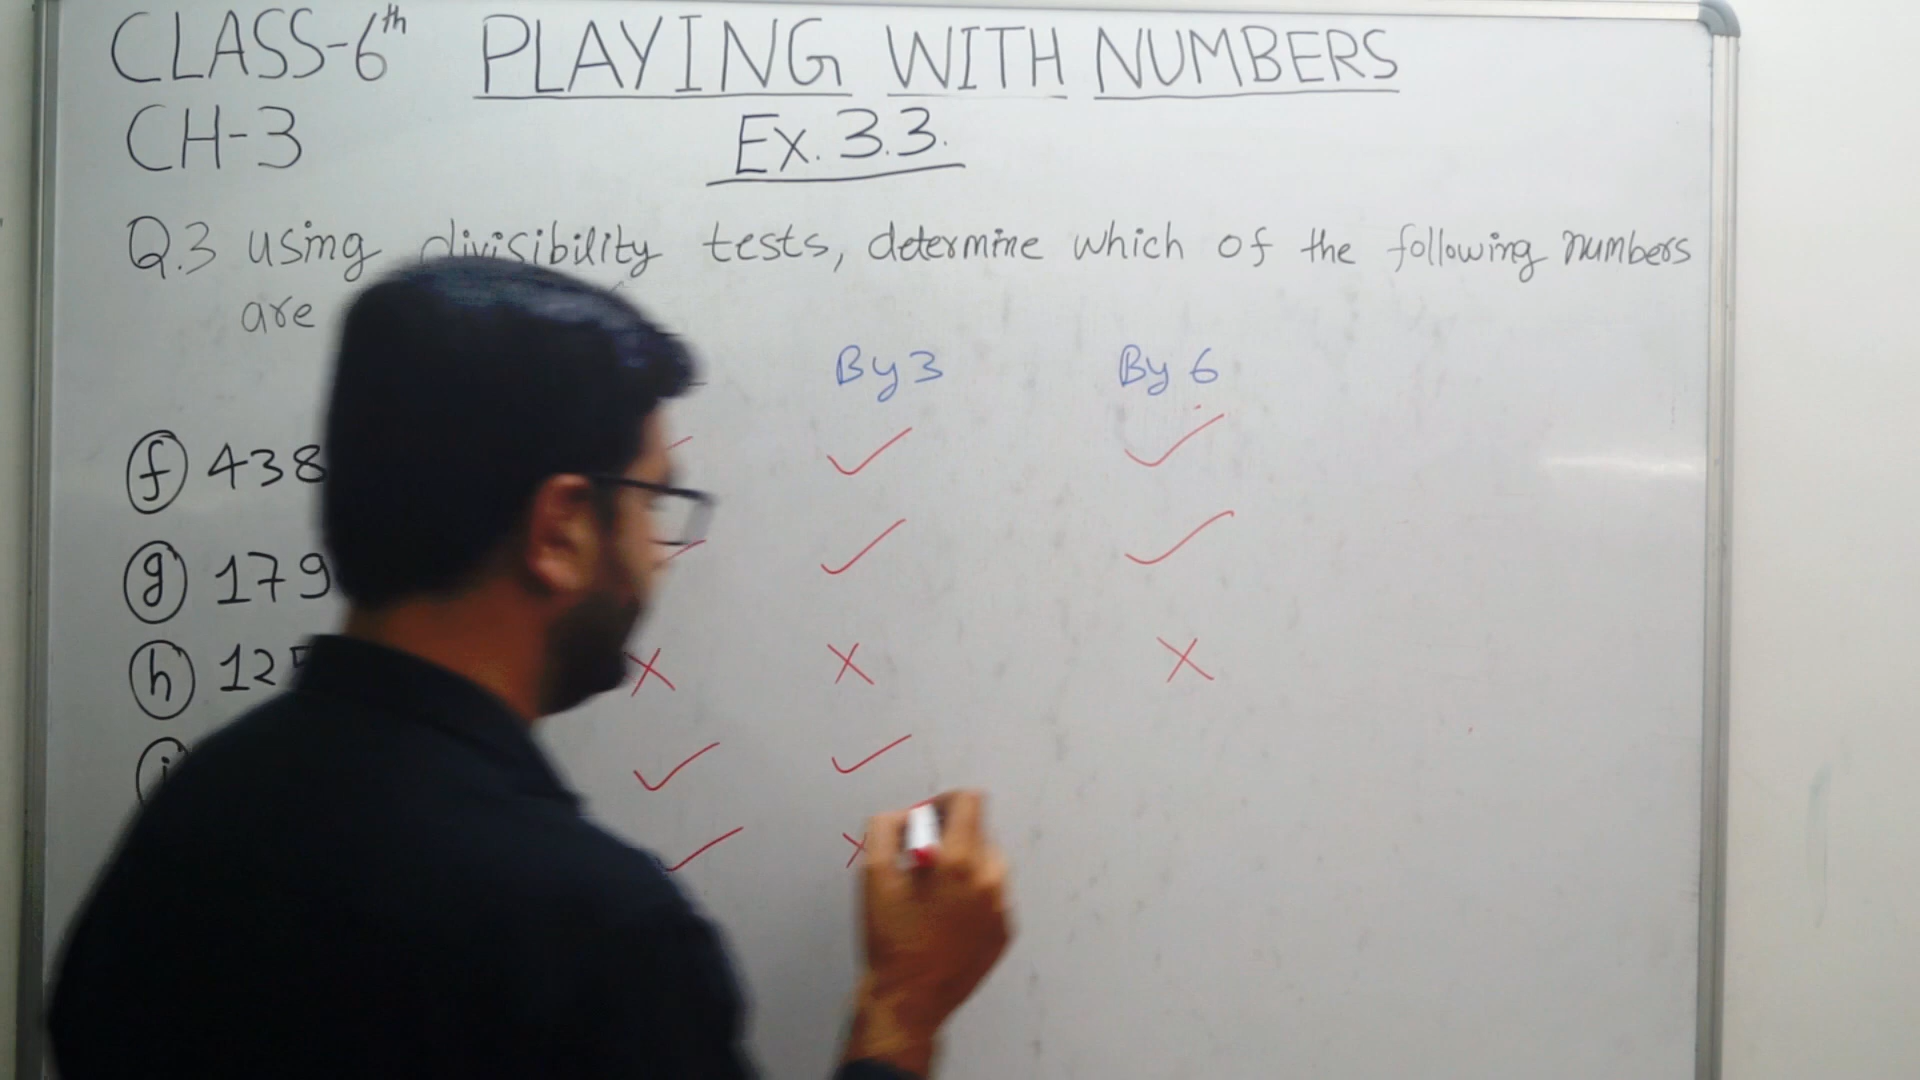 CLASS-6th PLAYING WITH NUMBERS
CH-3 Ex. 3.3.
Q.3 using divisibility tests, determine which of the following numbers
are
By 3 By 6
f 438
g 179
h 125
i